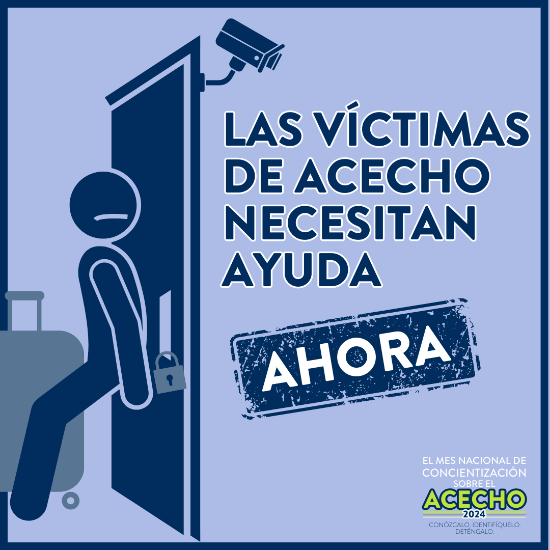 LAS VÍCTIMAS
DE ACECHO
NECESITAN
AYUDA
AHORA
EL MES NACIONAL DE
CONCIENTIZACIÓN
SOBRE EL
ACECHO
2024
CONÓZCALO. IDENTIFÍQUELO.
DETÉNGALO.